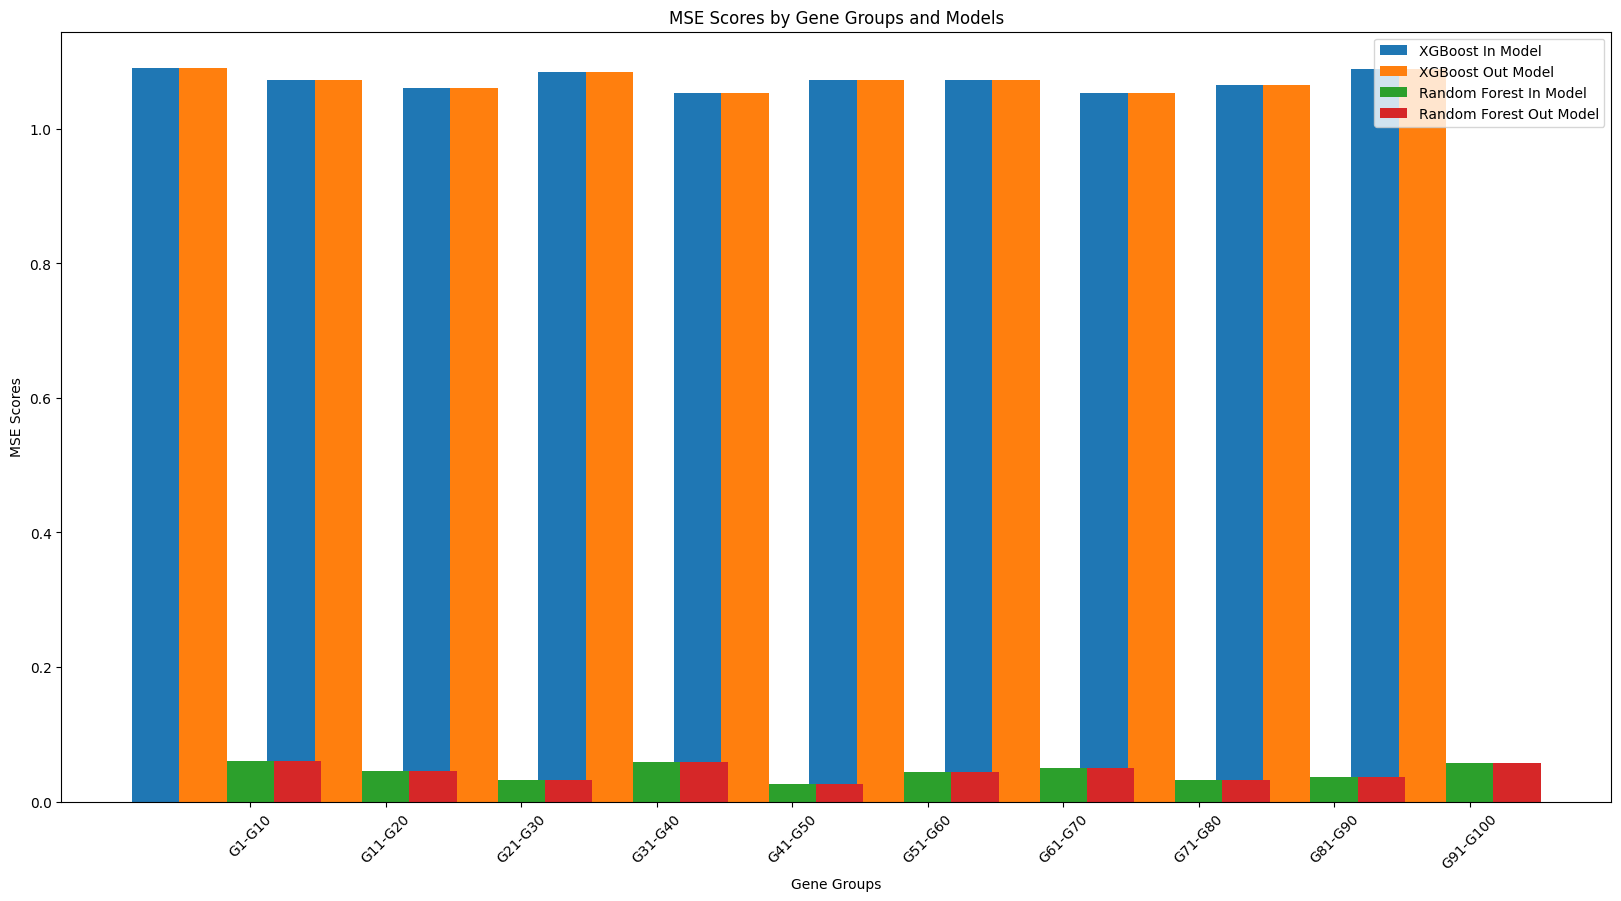 MSE Scores by Gene Groups and Models
XGBoost In Model
XGBoost Out Model
Random Forest In Model
Random Forest Out Model
MSE Scores
1.0
0.8
0.6
0.4
0.2
0.0
G1-G10
G11-G20
G21-G30
G31-G40
G41-G50
G51-G60
G61-G70
G71-G80
G81-G90
G91-G100
Gene Groups